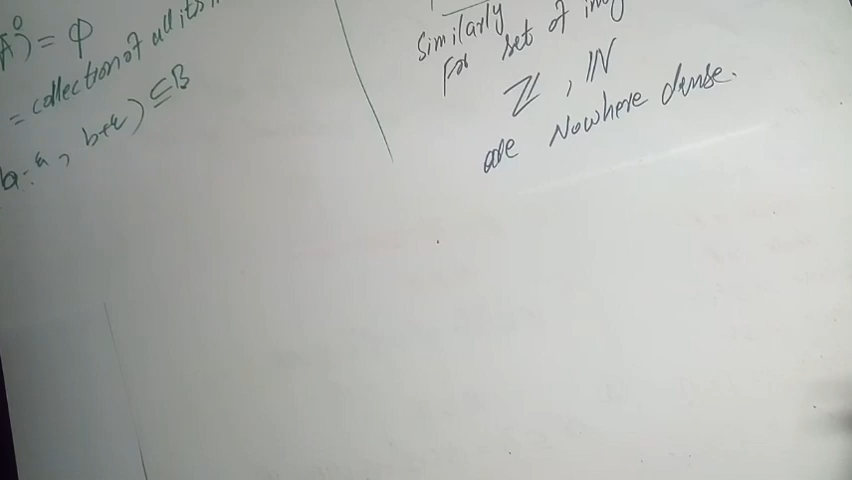 ) = φ
= collection of all its
, b+ε) ⊆ B
Similarly
For set of
ℤ, ℕ
are Nowhere dense.